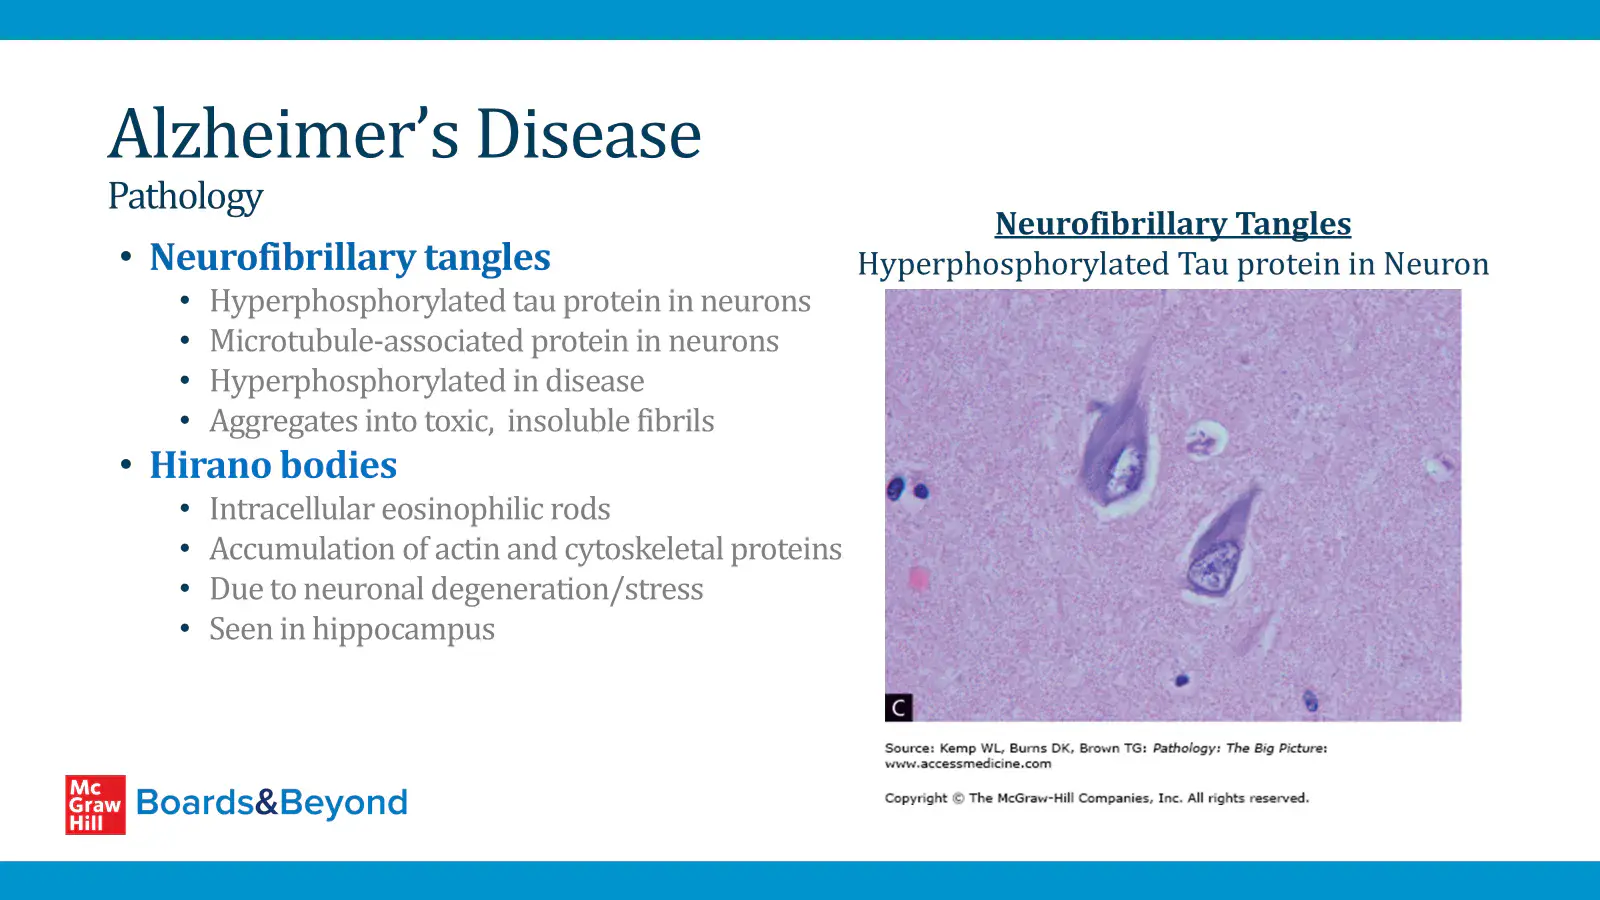 Alzheimer’s Disease
Pathology
• Neurofibrillary tangles
• Hyperphosphorylated tau protein in neurons
• Microtubule-associated protein in neurons
• Hyperphosphorylated in disease
• Aggregates into toxic, insoluble fibrils
• Hirano bodies
• Intracellular eosinophilic rods
• Accumulation of actin and cytoskeletal proteins
• Due to neuronal degeneration/stress
• Seen in hippocampus
Neurofibrillary Tangles
Hyperphosphorylated Tau protein in Neuron
C
Source: Kemp WL, Burns DK, Brown TG: Pathology: The Big Picture:
www.accessmedicine.com
Copyright © The McGraw-Hill Companies, Inc. All rights reserved.
Mc
Graw
Hill
Boards&Beyond